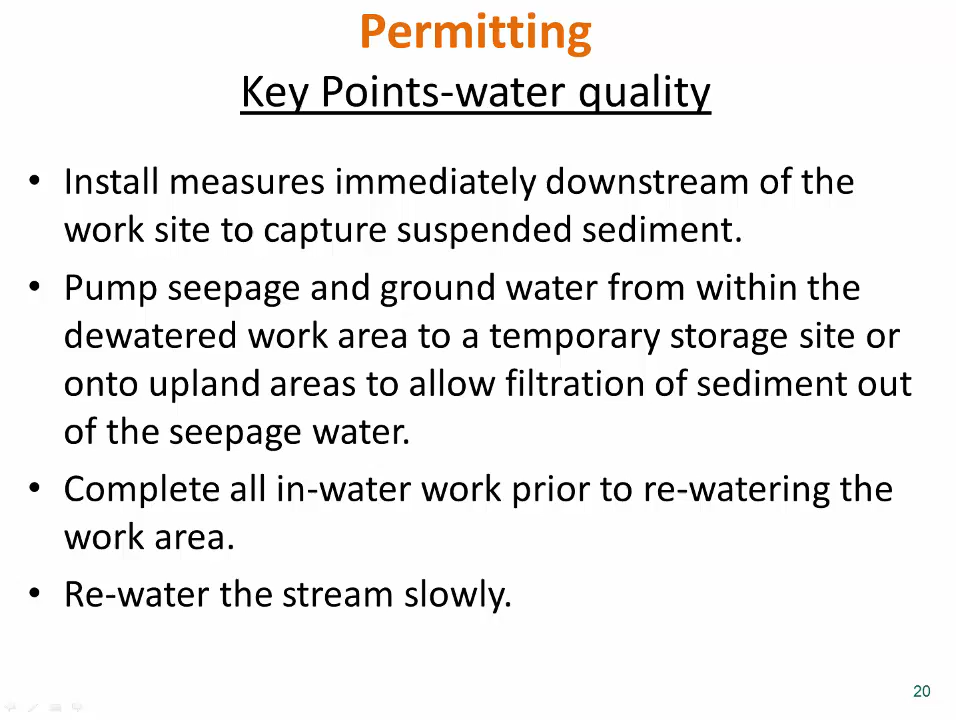 Permitting
Key Points-water quality
• Install measures immediately downstream of the
work site to capture suspended sediment.
• Pump seepage and ground water from within the
dewatered work area to a temporary storage site or
onto upland areas to allow filtration of sediment out
of the seepage water.
• Complete all in-water work prior to re-watering the
work area.
• Re-water the stream slowly.
20